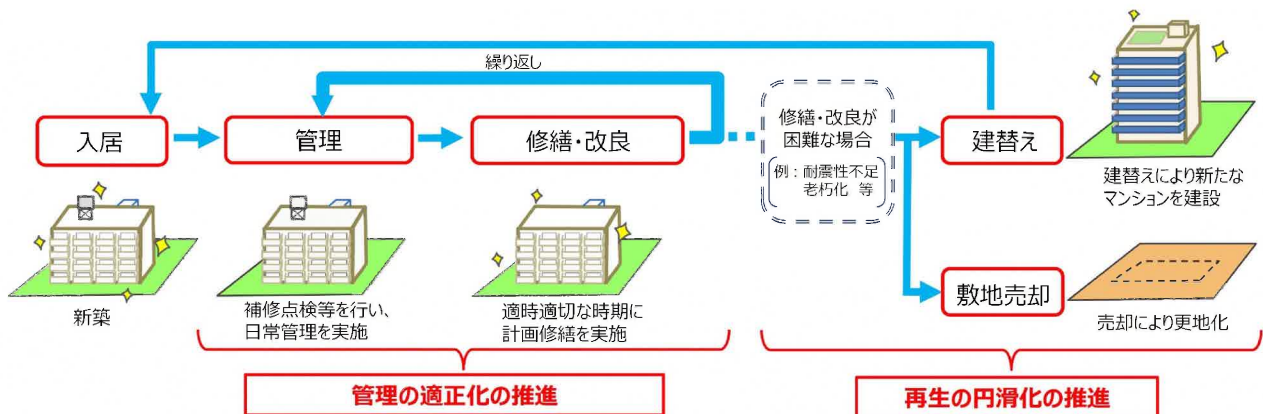 繰り返し
入居
管理
修繕・改良
修繕・改良が
困難な場合
例：耐震性不足
老朽化 等
建替え
建替えにより新たな
マンションを建設
新築
補修点検等を行い、
日常管理を実施
適時適切な時期に
計画修繕を実施
敷地売却
売却により更地化
管理の適正化の推進
再生の円滑化の推進